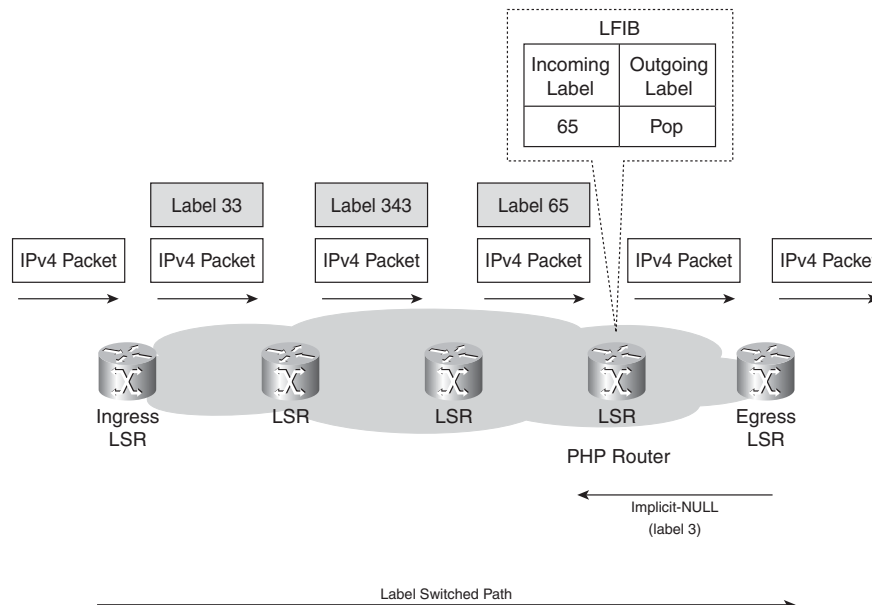 LFIB
Incoming Label
Outgoing Label
65
Pop
Label 33
Label 343
Label 65
IPv4 Packet
IPv4 Packet
IPv4 Packet
IPv4 Packet
IPv4 Packet
IPv4 Packet
Ingress LSR
LSR
LSR
LSR
Egress LSR
PHP Router
Implicit-NULL
(label 3)
Label Switched Path